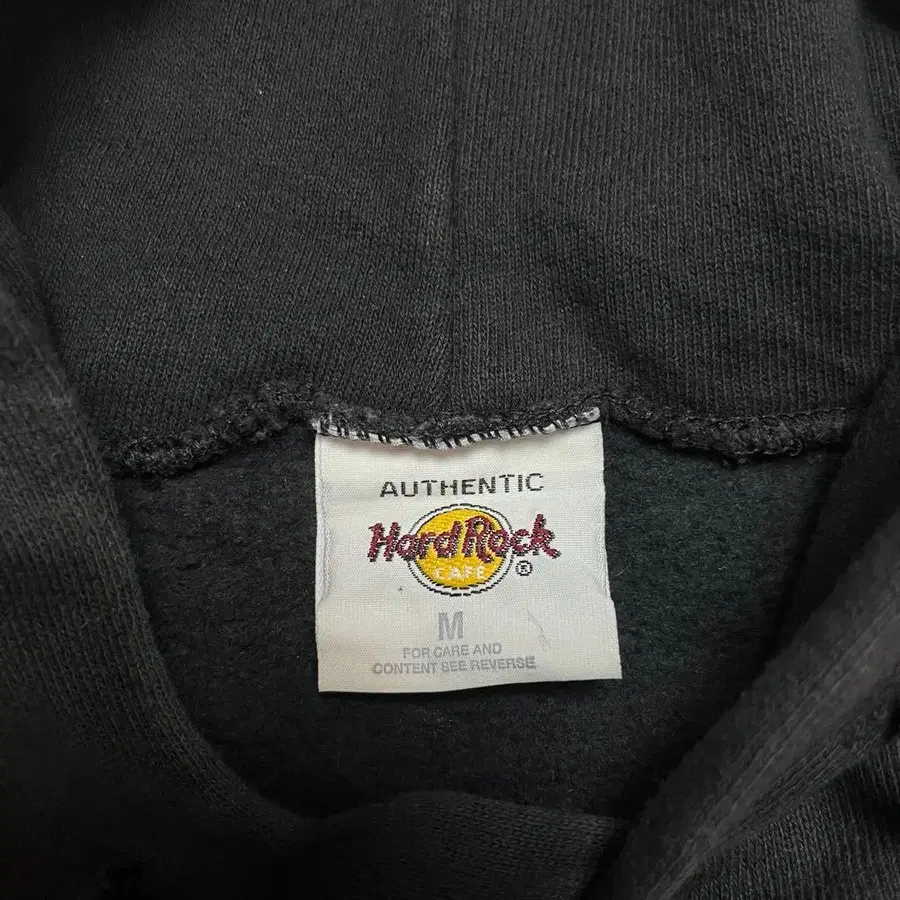 AUTHENTIC
Hard Rock
CAFE ®
M
FOR CARE AND
CONTENT SEE REVERSE